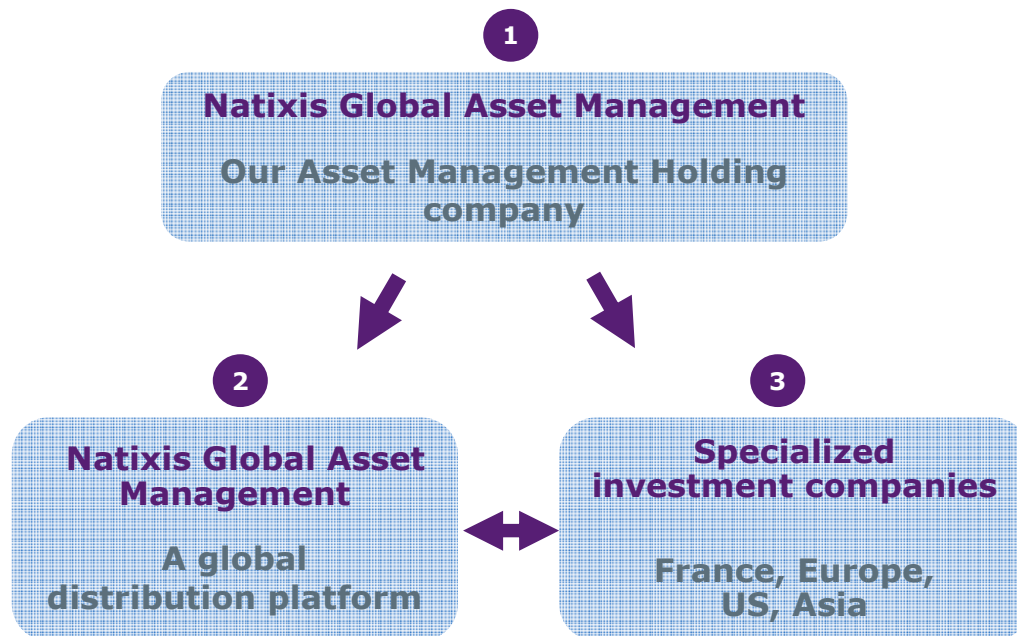 1
Natixis Global Asset Management
Our Asset Management Holding
company
2
Natixis Global Asset
Management
A global
distribution platform
3
Specialized
investment companies
France, Europe,
US, Asia